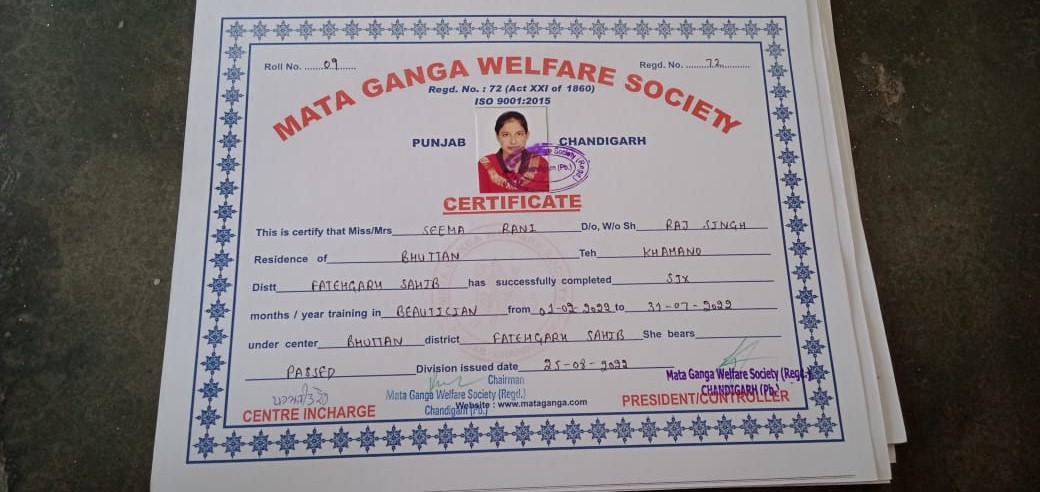 Roll No. .......09.......
Regd. No. .......72............
MATA GANGA WELFARE SOCIETY
Regd. No. : 72 (Act XXI of 1860)
ISO 9001:2015
PUNJAB CHANDIGARH
CERTIFICATE
This is certify that Miss/Mrs SEEMA RANI D/o, W/o Sh RAJ SINGH
Residence of BHUTTAN Teh KHAMANO
Distt FATEHGARH SAHIB has successfully completed SIX
months / year training in BEAUTICIAN from 01-02-2022 to 31-07-2022
under center BHUTTAN district FATEHGARH SAHIB She bears
PASSED Division issued date 25-08-2022
Chairman
Mata Ganga Welfare Society (Regd.)
Chandigarh (Pb.)
Website : www.mataganga.com
Mata Ganga Welfare Society (Regd.)
CHANDIGARH (Pb.)
CENTRE INCHARGE
PRESIDENT/CONTROLLER